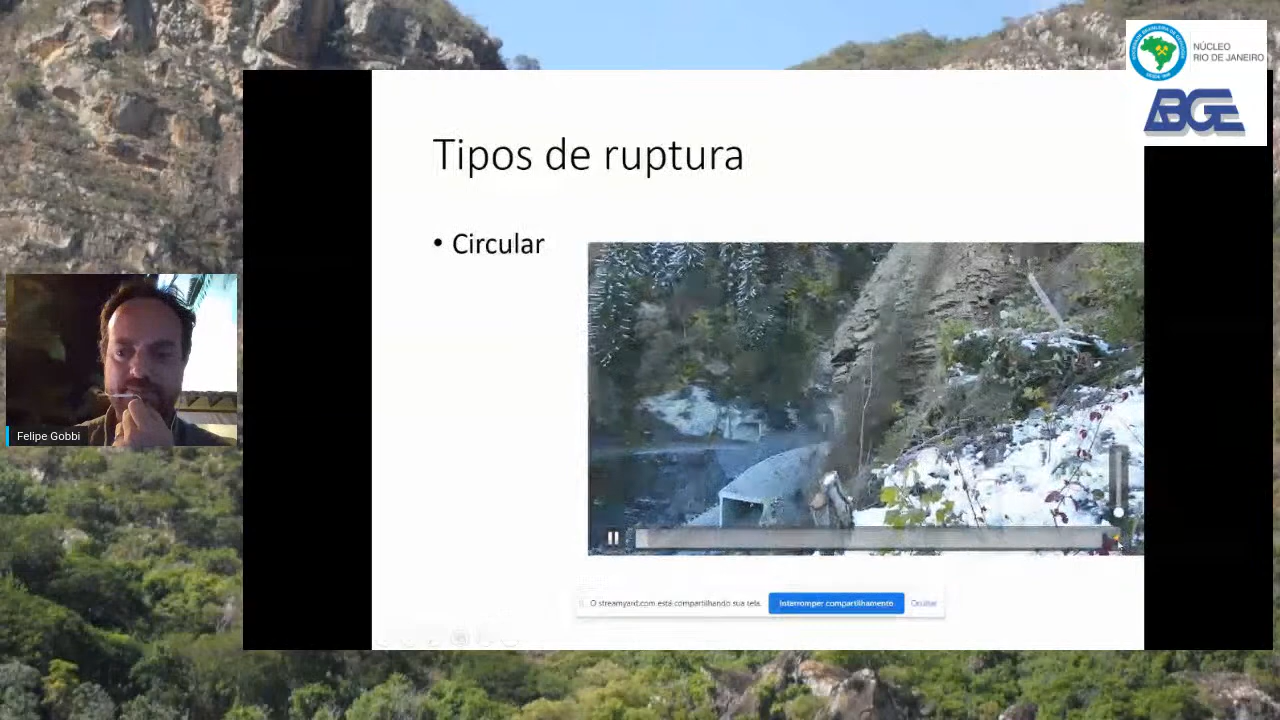 NÚCLEO
RIO DE JANEIRO
ABGE
Tipos de ruptura
• Circular
Felipe Gobbi
O streamyard.com está compartilhando sua tela.
Interromper compartilhamento
Ocultar